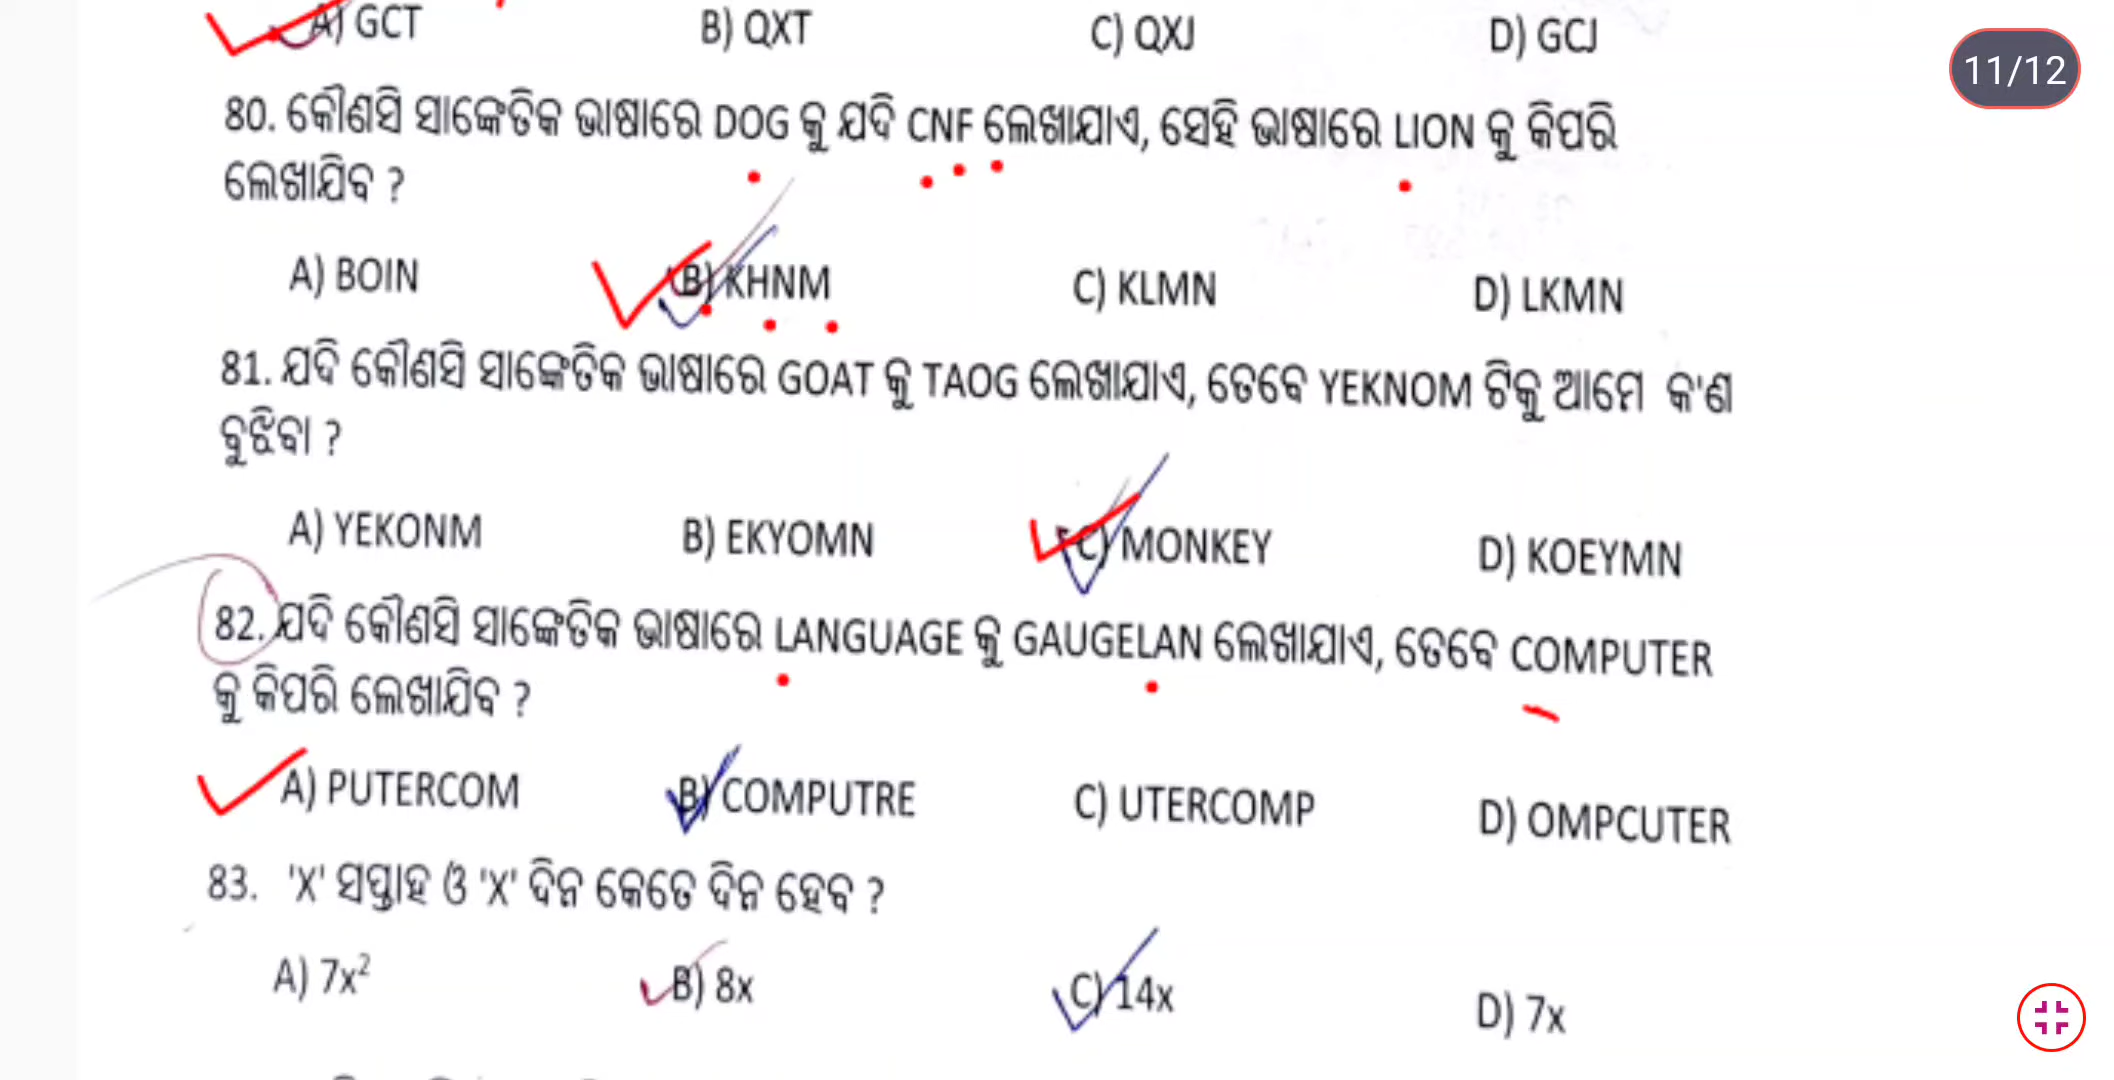 A) GCT B) QXT C) QXJ D) GCJ
11/12
80. କୌଣସି ସାଙ୍କେତିକ ଭାଷାରେ DOG କୁ ଯଦି CNF ଲେଖାଯାଏ, ସେହି ଭାଷାରେ LION କୁ କିପରି
ଲେଖାଯିବ ?
A) BOIN B) KHNM C) KLMN D) LKMN
81. ଯଦି କୌଣସି ସାଙ୍କେତିକ ଭାଷାରେ GOAT କୁ TAOG ଲେଖାଯାଏ, ତେବେ YEKNOM ଟିକୁ ଆମେ କ'ଣ
ବୁଝିବା ?
A) YEKONM B) EKYOMN C) MONKEY D) KOEYMN
82. ଯଦି କୌଣସି ସାଙ୍କେତିକ ଭାଷାରେ LANGUAGE କୁ GAUGELAN ଲେଖାଯାଏ, ତେବେ COMPUTER
କୁ କିପରି ଲେଖାଯିବ ?
A) PUTERCOM B) COMPUTRE C) UTERCOMP D) OMPCUTER
83. 'X' ସପ୍ତାହ ଓ 'X' ଦିନ କେତେ ଦିନ ହେବ ?
A) 7x² B) 8x C) 14x D) 7x